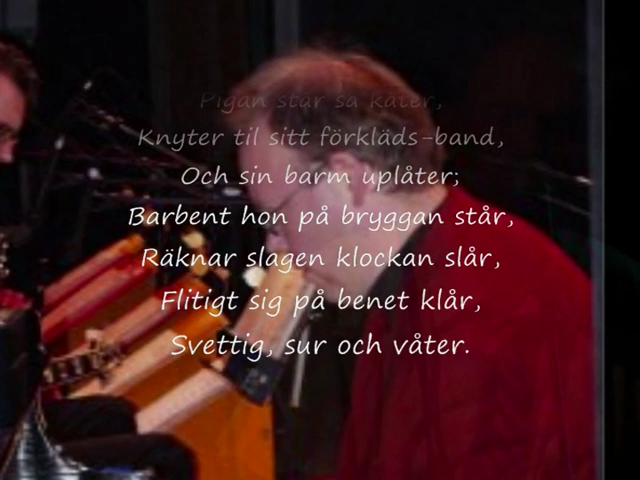 Pigan står så kåter,
Knyter til sitt förkläds-band,
Och sin barm uplåter;
Barbent hon på bryggan står,
Räknar slagen klockan slår,
Flitigt sig på benet klår,
Svettig, sur och våter.